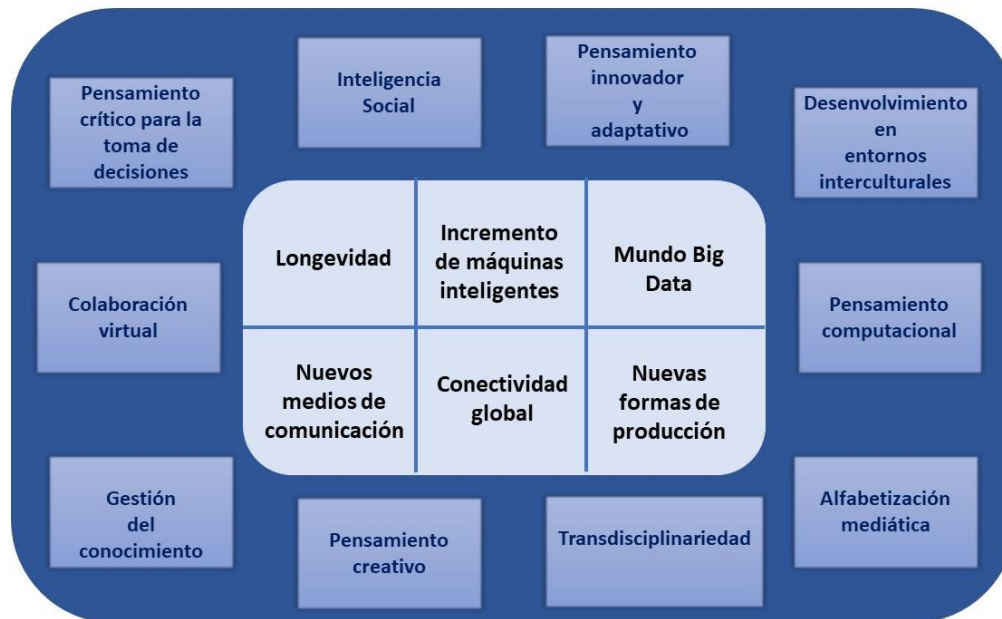 Pensamiento
crítico para la
toma de
decisiones
Inteligencia
Social
Pensamiento
innovador
y
adaptativo
Desenvolvimiento
en
entornos
interculturales
Longevidad
Incremento
de máquinas
inteligentes
Mundo Big
Data
Colaboración
virtual
Pensamiento
computacional
Nuevos
medios de
comunicación
Conectividad
global
Nuevas
formas de
producción
Gestión
del
conocimiento
Pensamiento
creativo
Transdisciplinariedad
Alfabetización
mediática